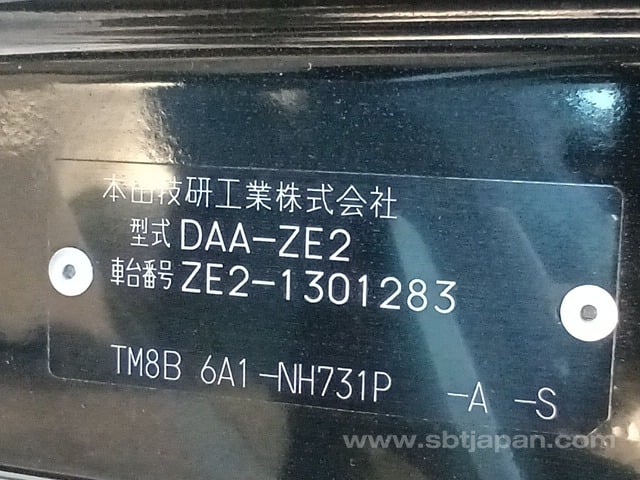 本田技研工業株式会社
型式 DAA-ZE2
車台番号 ZE2-1301283
TM8B 6A1-NH731P -A -S
www.sbtjapan.com